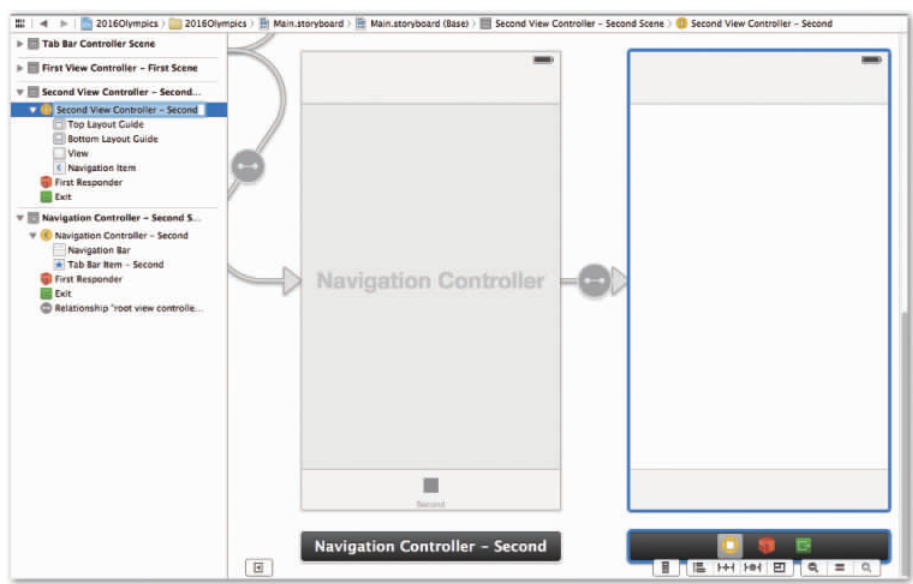 2016Olympics 2016Olympics Main.storyboard Main.storyboard (Base) Second View Controller – Second Scene Second View Controller – Second
Tab Bar Controller Scene
First View Controller – First Scene
Second View Controller – Second...
Second View Controller – Second
Top Layout Guide
Bottom Layout Guide
View
Navigation Item
First Responder
Exit
Navigation Controller – Second S...
Navigation Controller – Second
Navigation Bar
Tab Bar Item – Second
First Responder
Exit
Relationship "root view controlle...
Navigation Controller
Second
Navigation Controller – Second